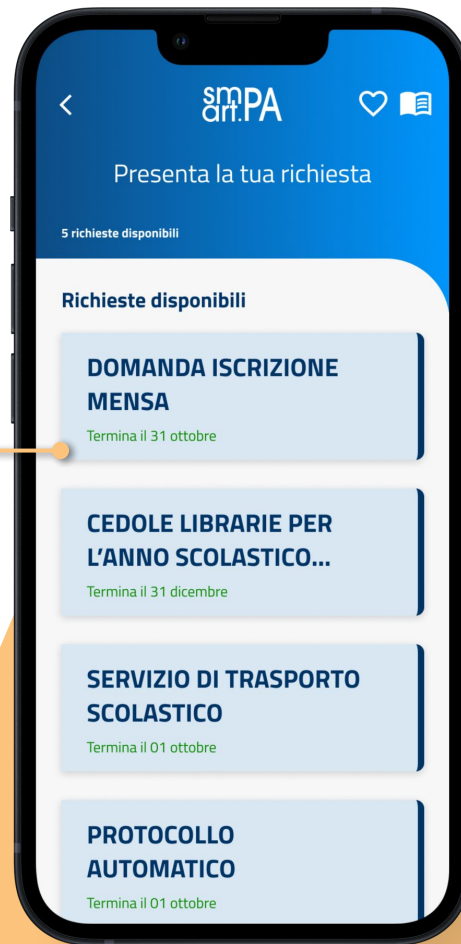 sm
art.PA
Presenta la tua richiesta
5 richieste disponibili
Richieste disponibili
DOMANDA ISCRIZIONE
MENSA
Termina il 31 ottobre
CEDOLE LIBRARIE PER
L’ANNO SCOLASTICO...
Termina il 31 dicembre
SERVIZIO DI TRASPORTO
SCOLASTICO
Termina il 01 ottobre
PROTOCOLLO
AUTOMATICO
Termina il 01 ottobre